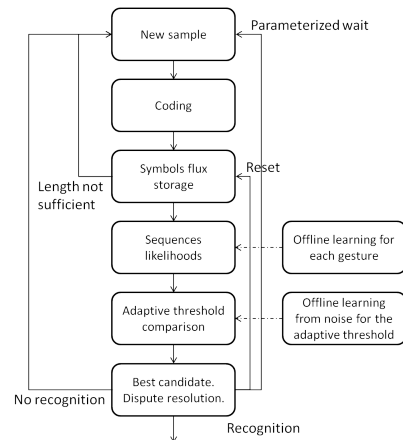 Parameterized wait
New sample
Coding
Symbols flux
storage
Reset
Length not
sufficient
Sequences
likelihoods
Offline learning for
each gesture
Adaptive threshold
comparison
Offline learning
from noise for the
adaptive threshold
Best candidate.
Dispute resolution.
No recognition
Recognition